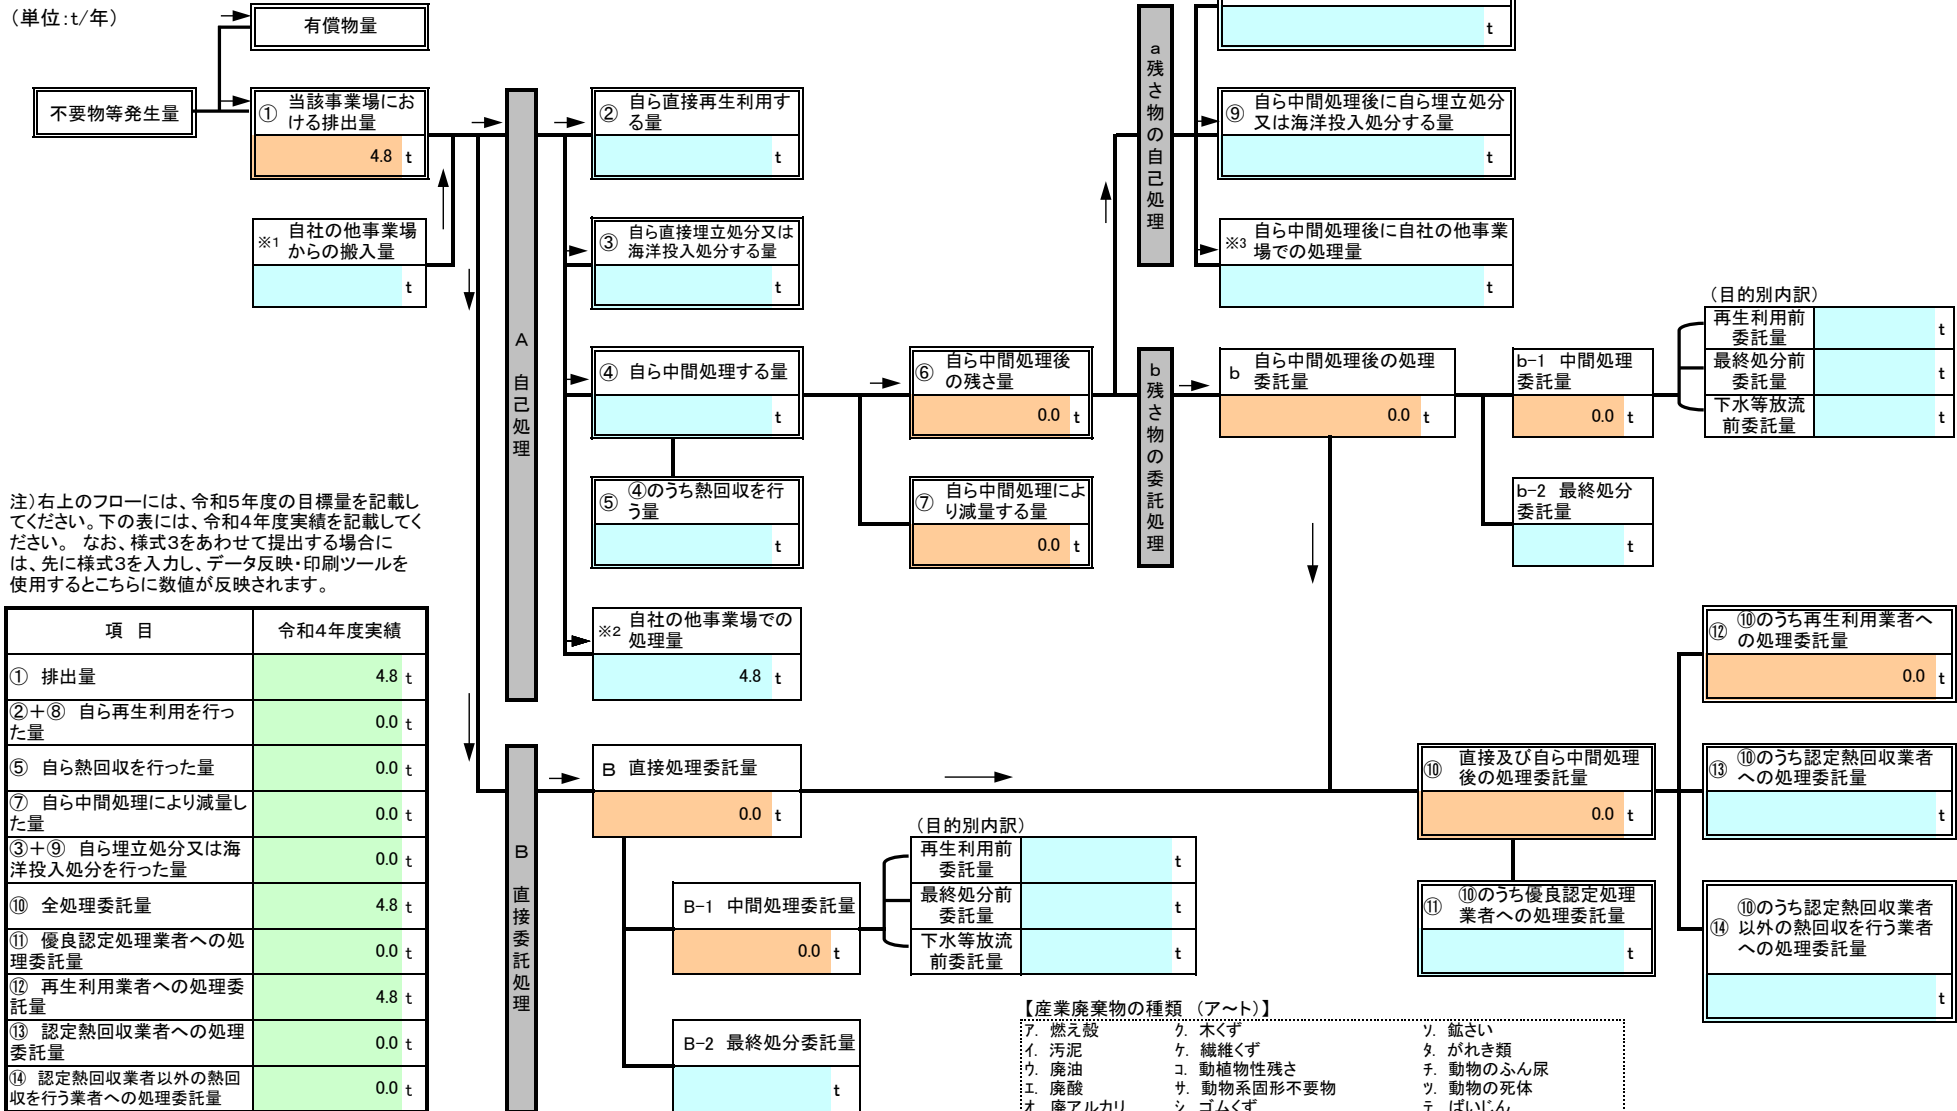 （単位:t/年）
有償物量
不要物等発生量
①
当該事業場にお
ける排出量
4.8 t
※1
自社の他事業場
からの搬入量
t
A 自己処理
②
自ら直接再生利用す
る量
t
③
自ら直接埋立処分又は
海洋投入処分する量
t
④ 自ら中間処理する量
t
⑤
④のうち熱回収を行
う量
t
※2
自社の他事業場での
処理量
4.8 t
⑥
自ら中間処理後
の残さ量
0.0 t
⑦
自ら中間処理によ
り減量する量
0.0 t
a残さ物の自己処理
t
⑨
自ら中間処理後に自ら埋立処分
又は海洋投入処分する量
t
※3
自ら中間処理後に自社の他事業
場での処理量
t
b残さ物の委託処理
b
自ら中間処理後の処理
委託量
0.0 t
b-1 中間処理
委託量
0.0 t
b-2 最終処分
委託量
t
（目的別内訳）
再生利用前
委託量
t
最終処分前
委託量
t
下水等放流
前委託量
t
注）右上のフローには、令和5年度の目標量を記載し
てください。下の表には、令和4年度実績を記載してく
ださい。 なお、様式3をあわせて提出する場合に
は、先に様式3を入力し、データ反映・印刷ツールを
使用するとこちらに数値が反映されます。
項 目 令和4年度実績
① 排出量 4.8 t
②＋⑧ 自ら再生利用を行っ
た量
0.0 t
⑤ 自ら熱回収を行った量 0.0 t
⑦ 自ら中間処理により減量し
た量
0.0 t
③＋⑨ 自ら埋立処分又は海
洋投入処分を行った量
0.0 t
⑩ 全処理委託量 4.8 t
⑪ 優良認定処理業者への処
理委託量
0.0 t
⑫ 再生利用業者への処理委
託量
4.8 t
⑬ 認定熱回収業者への処理
委託量
0.0 t
⑭ 認定熱回収業者以外の熱回
収を行う業者への処理委託量
0.0 t
B 直接委託処理
B 直接処理委託量
0.0 t
B-1 中間処理委託量
0.0 t
B-2 最終処分委託量
t
（目的別内訳）
再生利用前
委託量
t
最終処分前
委託量
t
下水等放流
前委託量
t
⑩
直接及び自ら中間処理
後の処理委託量
0.0 t
⑪
⑩のうち優良認定処理
業者への処理委託量
t
⑫
⑩のうち再生利用業者へ
の処理委託量
0.0 t
⑬
⑩のうち認定熱回収業者
への処理委託量
t
⑭
⑩のうち認定熱回収業者
以外の熱回収を行う業者
への処理委託量
t
【産業廃棄物の種類 （ア～ト）】
ア. 燃え殻 ク. 木くず ソ. 鉱さい
イ. 汚泥 ケ. 繊維くず タ. がれき類
ウ. 廃油 コ. 動植物性残さ チ. 動物のふん尿
エ. 廃酸 サ. 動物系固形不要物 ツ. 動物の死体
オ. 廃アルカリ シ. ゴムくず テ. ばいじん